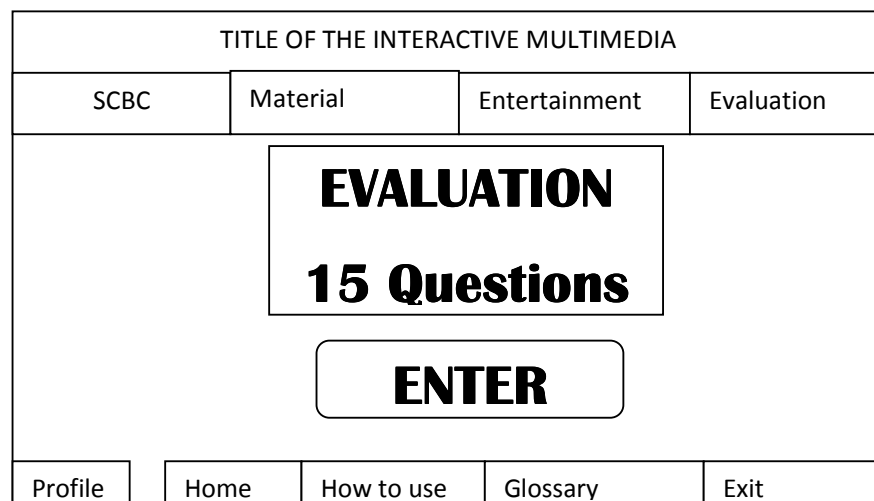 TITLE OF THE INTERACTIVE MULTIMEDIA
SCBC Material Entertainment Evaluation
EVALUATION
15 Questions
ENTER
Profile Home How to use Glossary Exit